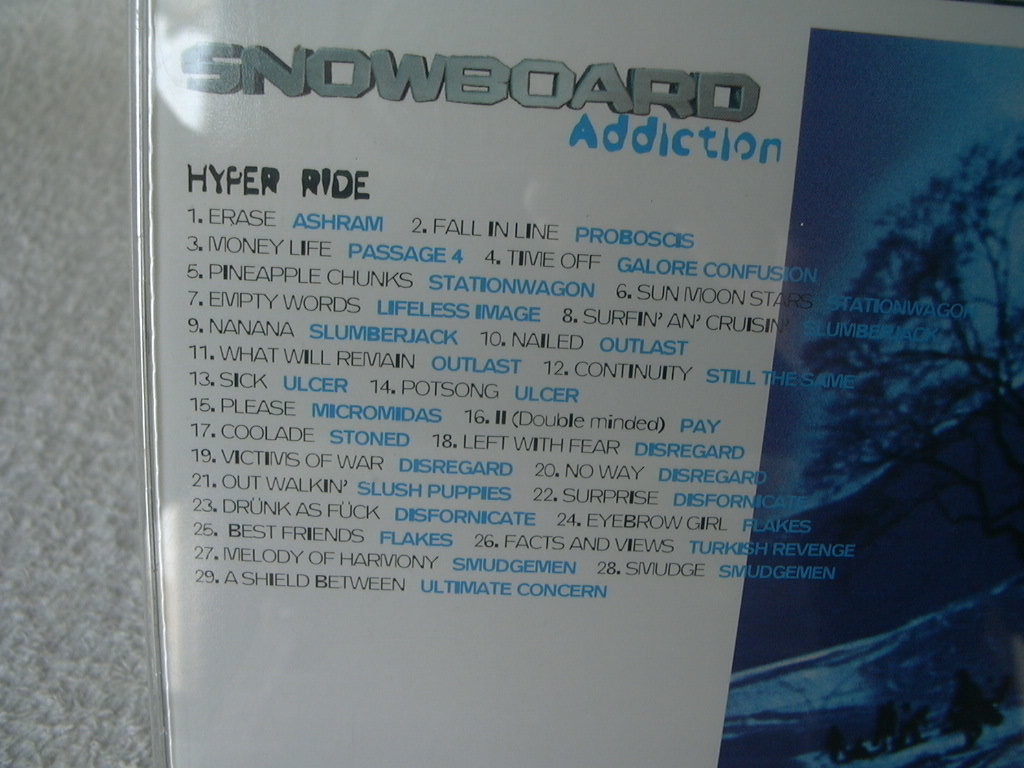 SNOWBOARD
Addiction
HYPER RIDE
1. ERASE ASHRAM 2. FALL IN LINE PROBOSCIS
3. MONEY LIFE PASSAGE 4 4. TIME OFF GALORE CONFUSION
5. PINEAPPLE CHUNKS STATIONWAGON 6. SUN MOON STARS STATIONWAGON
7. EMPTY WORDS LIFELESS IMAGE 8. SURFIN' AN' CRUISIN' SLUMBERJACK
9. NANANA SLUMBERJACK 10. NAILED OUTLAST
11. WHAT WILL REMAIN OUTLAST 12. CONTINUITY STILL THE SAME
13. SICK ULCER 14. POTSONG ULCER
15. PLEASE MICROMIDAS 16. II (Double minded) PAY
17. COOLADE STONED 18. LEFT WITH FEAR DISREGARD
19. VICTIMS OF WAR DISREGARD 20. NO WAY DISREGARD
21. OUT WALKIN' SLUSH PUPPIES 22. SURPRISE DISFORNICATE
23. DRÜNK AS FÜCK DISFORNICATE 24. EYEBROW GIRL FLAKES
25. BEST FRIENDS FLAKES 26. FACTS AND VIEWS TURKISH REVENGE
27. MELODY OF HARMONY SMUDGEMEN 28. SMUDGE SMUDGEMEN
29. A SHIELD BETWEEN ULTIMATE CONCERN